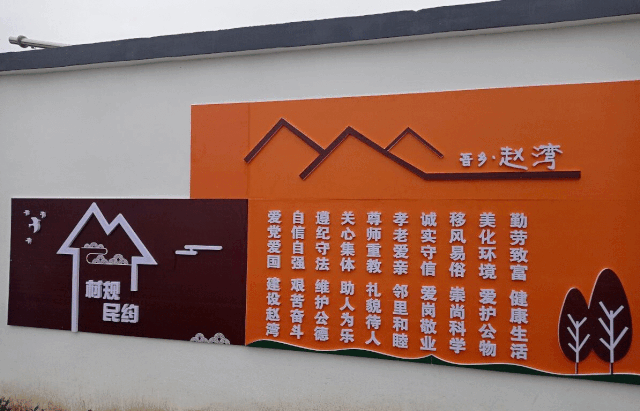 吾乡·赵湾
村规
民约
爱党爱国 建设赵湾
自信自强 艰苦奋斗
遵纪守法 维护公德
关心集体 助人为乐
尊师重教 礼貌待人
孝老爱亲 邻里和睦
诚实守信 爱岗敬业
移风易俗 崇尚科学
美化环境 爱护公物
勤劳致富 健康生活